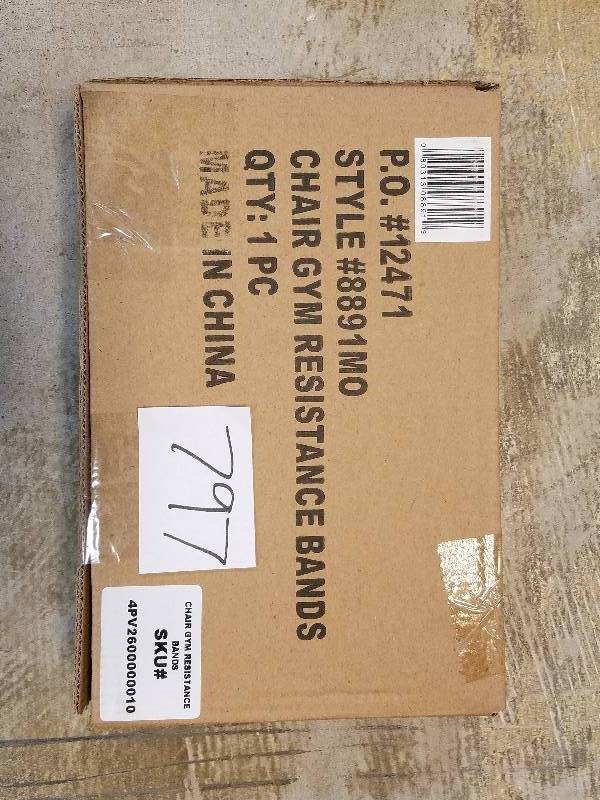 P.O. #12471
STYLE #8891MO
CHAIR GYM RESISTANCE BANDS
QTY: 1 PC
MADE IN CHINA
797
CHAIR GYM RESISTANCE
BANDS
SKU#
4PV2600000010